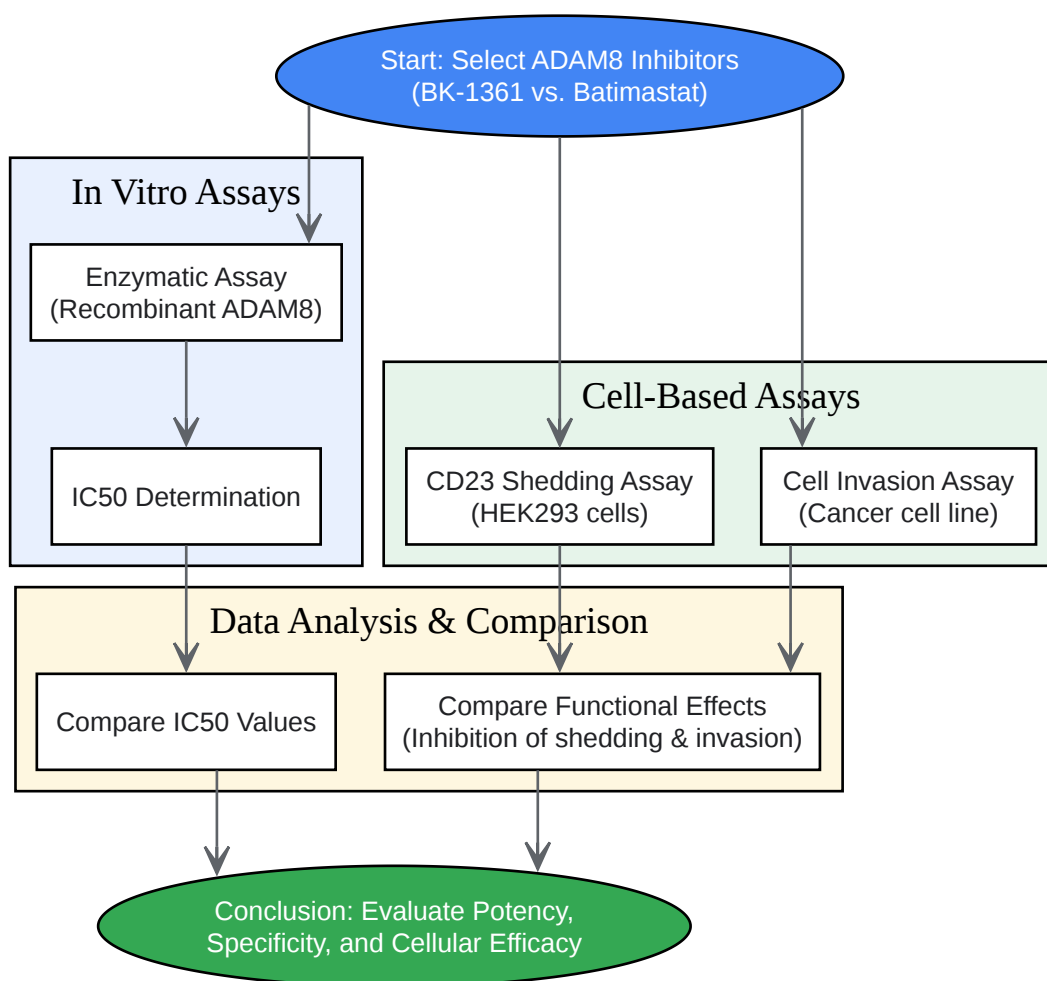 Start: Select ADAM8 Inhibitors
(BK-1361 vs. Batimastat)
In Vitro Assays
Enzymatic Assay
(Recombinant ADAM8)
IC50 Determination
Cell-Based Assays
CD23 Shedding Assay
(HEK293 cells)
Cell Invasion Assay
(Cancer cell line)
Data Analysis & Comparison
Compare IC50 Values
Compare Functional Effects
(Inhibition of shedding & invasion)
Conclusion: Evaluate Potency,
Specificity, and Cellular Efficacy